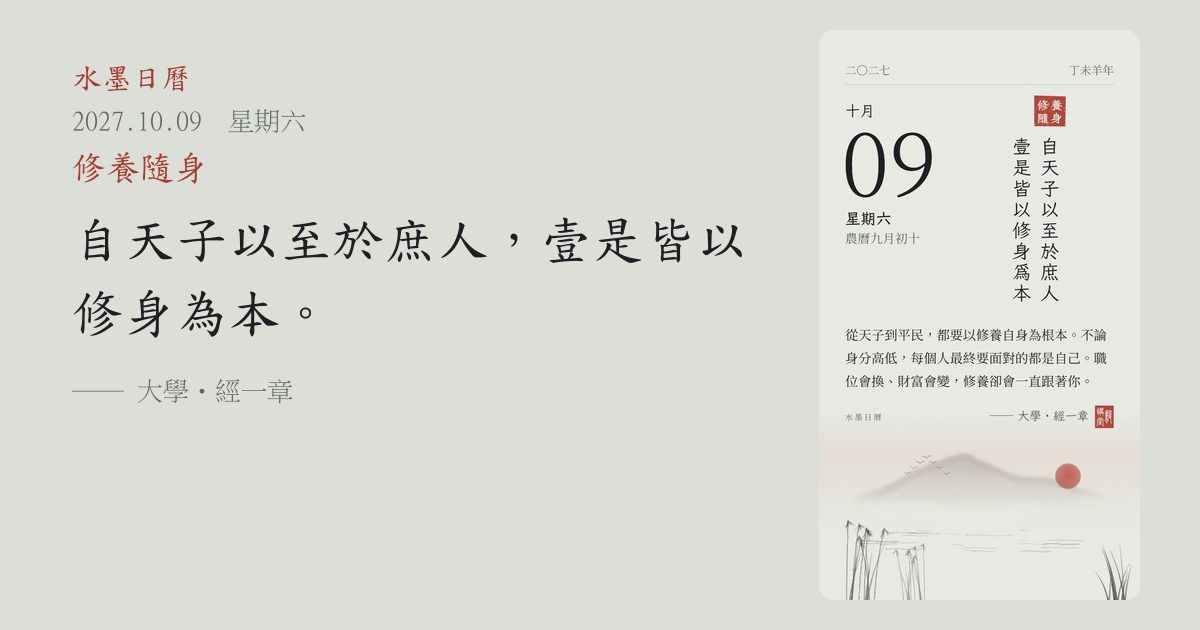 水墨日曆
2027.10.09 星期六
修養隨身
自天子以至於庶人，壹是皆以
修身為本。
—— 大學・經一章
二〇二七
丁未羊年
十月
09
星期六
農曆九月初十
修養
隨身
自天子以至於庶人
壹是皆以修身爲本
從天子到平民，都要以修養自身為根本。不論
身分高低，每個人最終要面對的都是自己。職
位會換、財富會變，修養卻會一直跟著你。
水墨日曆
—— 大學・經一章